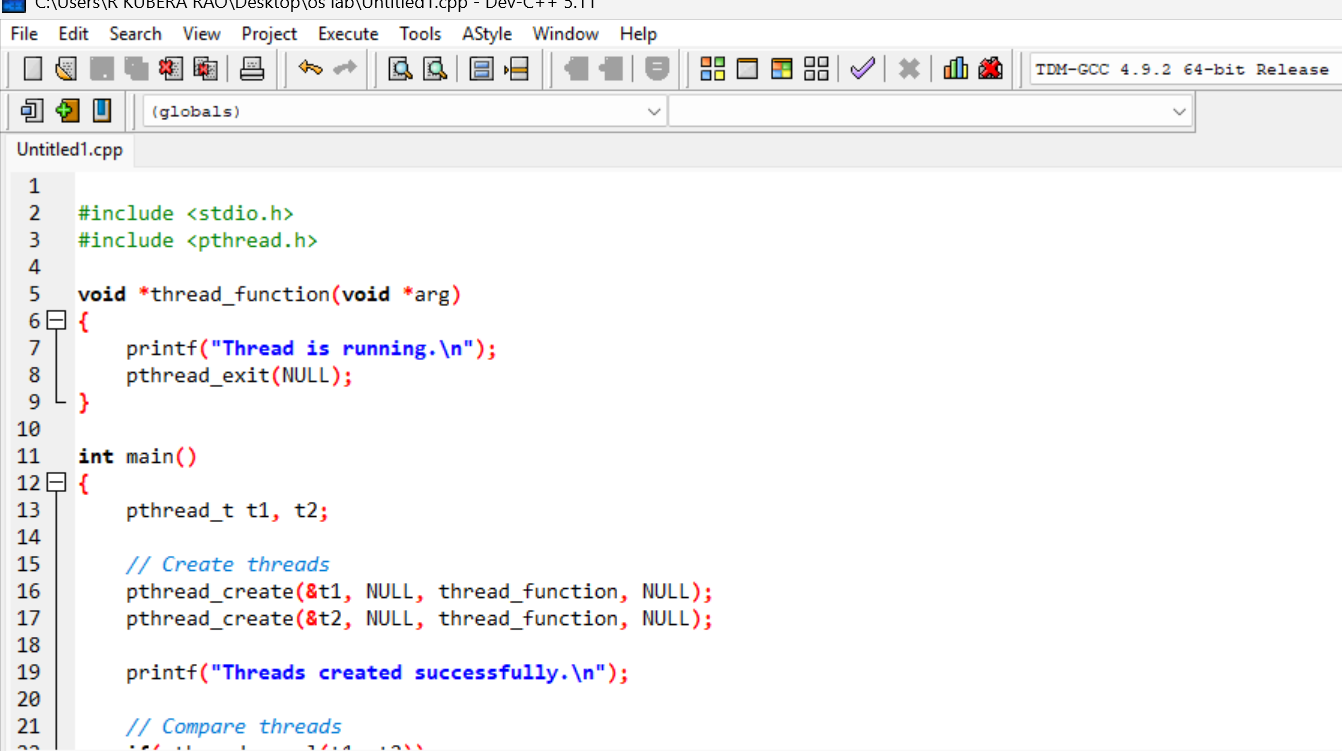 C:\Users\R KUBERA RAO\Desktop\os lab\Untitled1.cpp - Dev-C++ 5.11
File Edit Search View Project Execute Tools AStyle Window Help
TDM-GCC 4.9.2 64-bit Release
(globals)
Untitled1.cpp
1
2 #include <stdio.h>
3 #include <pthread.h>
4
5 void *thread_function(void *arg)
6 {
7 printf("Thread is running.\n");
8 pthread_exit(NULL);
9 }
10
11 int main()
12 {
13 pthread_t t1, t2;
14
15 // Create threads
16 pthread_create(&t1, NULL, thread_function, NULL);
17 pthread_create(&t2, NULL, thread_function, NULL);
18
19 printf("Threads created successfully.\n");
20
21 // Compare threads